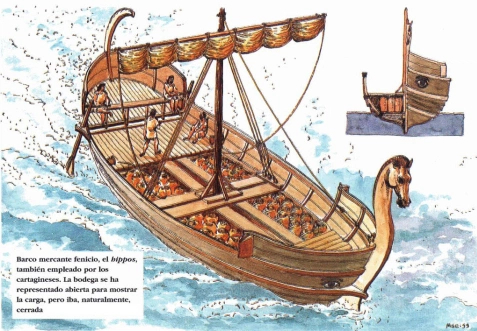 Barco mercante fenicio, el hippos,
también empleado por los
cartagineses. La bodega se ha
representado abierta para mostrar
la carga, pero iba, naturalmente,
cerrada